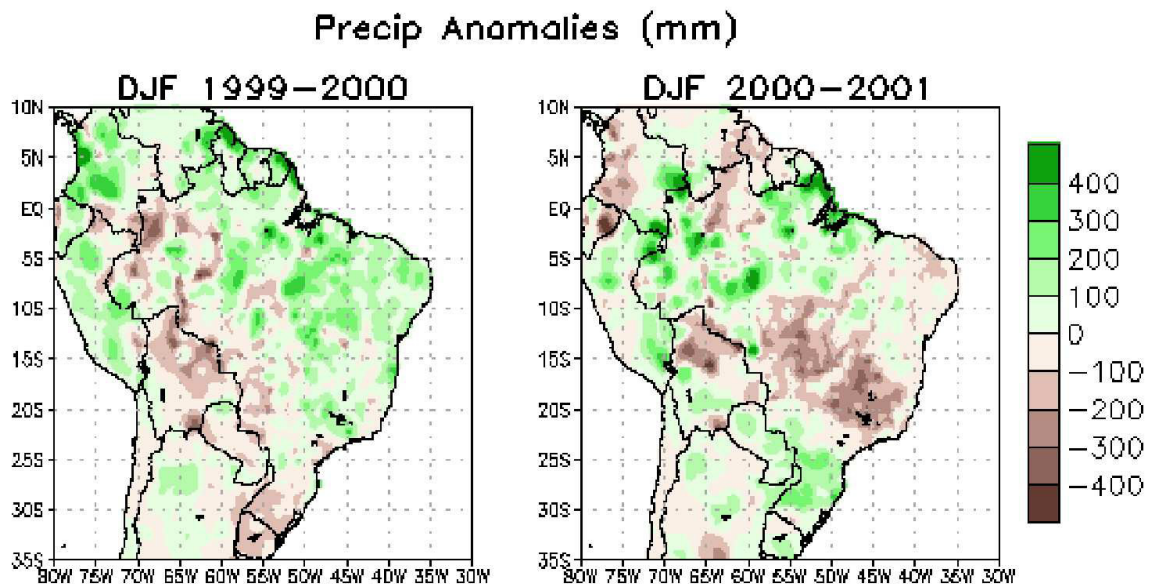 Precip Anomalies (mm)
DJF 1999-2000
DJF 2000-2001
10N
5N
EQ
5S
10S
15S
20S
25S
30S
35S
80W 75W 70W 65W 60W 55W 50W 45W 40W 35W 30W
10N
5N
EQ
5S
10S
15S
20S
25S
30S
35S
80W 75W 70W 65W 60W 55W 50W 45W 40W 35W 30W
400
300
200
100
0
-100
-200
-300
-400